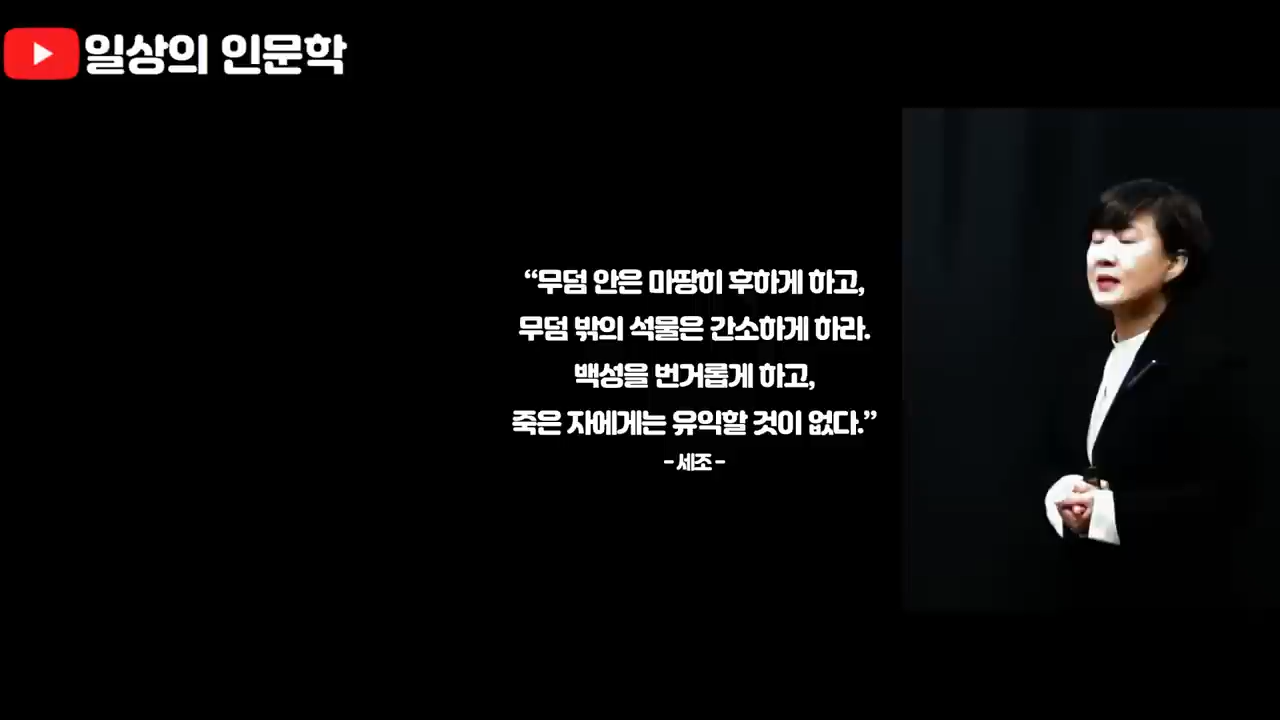 일상의 인문학
“무덤 안은 마땅히 후하게 하고,
무덤 밖의 석물은 간소하게 하라.
백성을 번거롭게 하고,
죽은 자에게는 유익할 것이 없다.”
- 세조 -